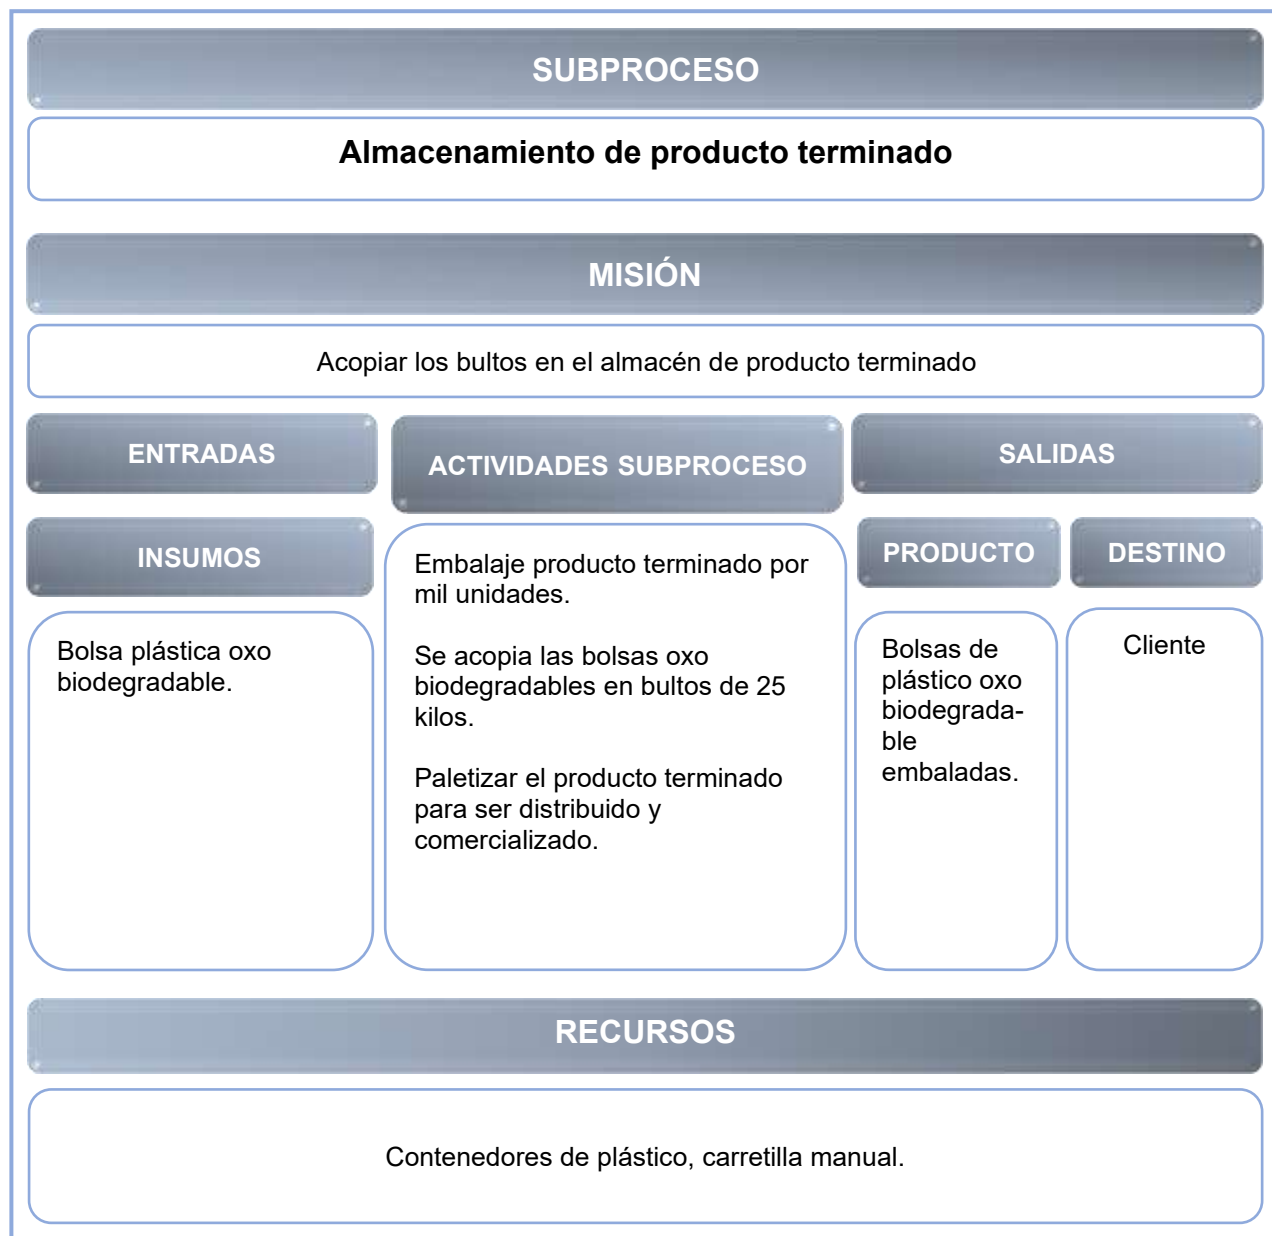 SUBPROCESO
Almacenamiento de producto terminado
MISIÓN
Acopiar los bultos en el almacén de producto terminado
ENTRADAS
ACTIVIDADES SUBPROCESO
SALIDAS
INSUMOS
PRODUCTO
DESTINO
Bolsa plástica oxo
biodegradable.
Embalaje producto terminado por
mil unidades.
Se acopia las bolsas oxo
biodegradables en bultos de 25
kilos.
Paletizar el producto terminado
para ser distribuido y
comercializado.
Bolsas de
plástico oxo
biodegrada-
ble
embaladas.
Cliente
RECURSOS
Contenedores de plástico, carretilla manual.